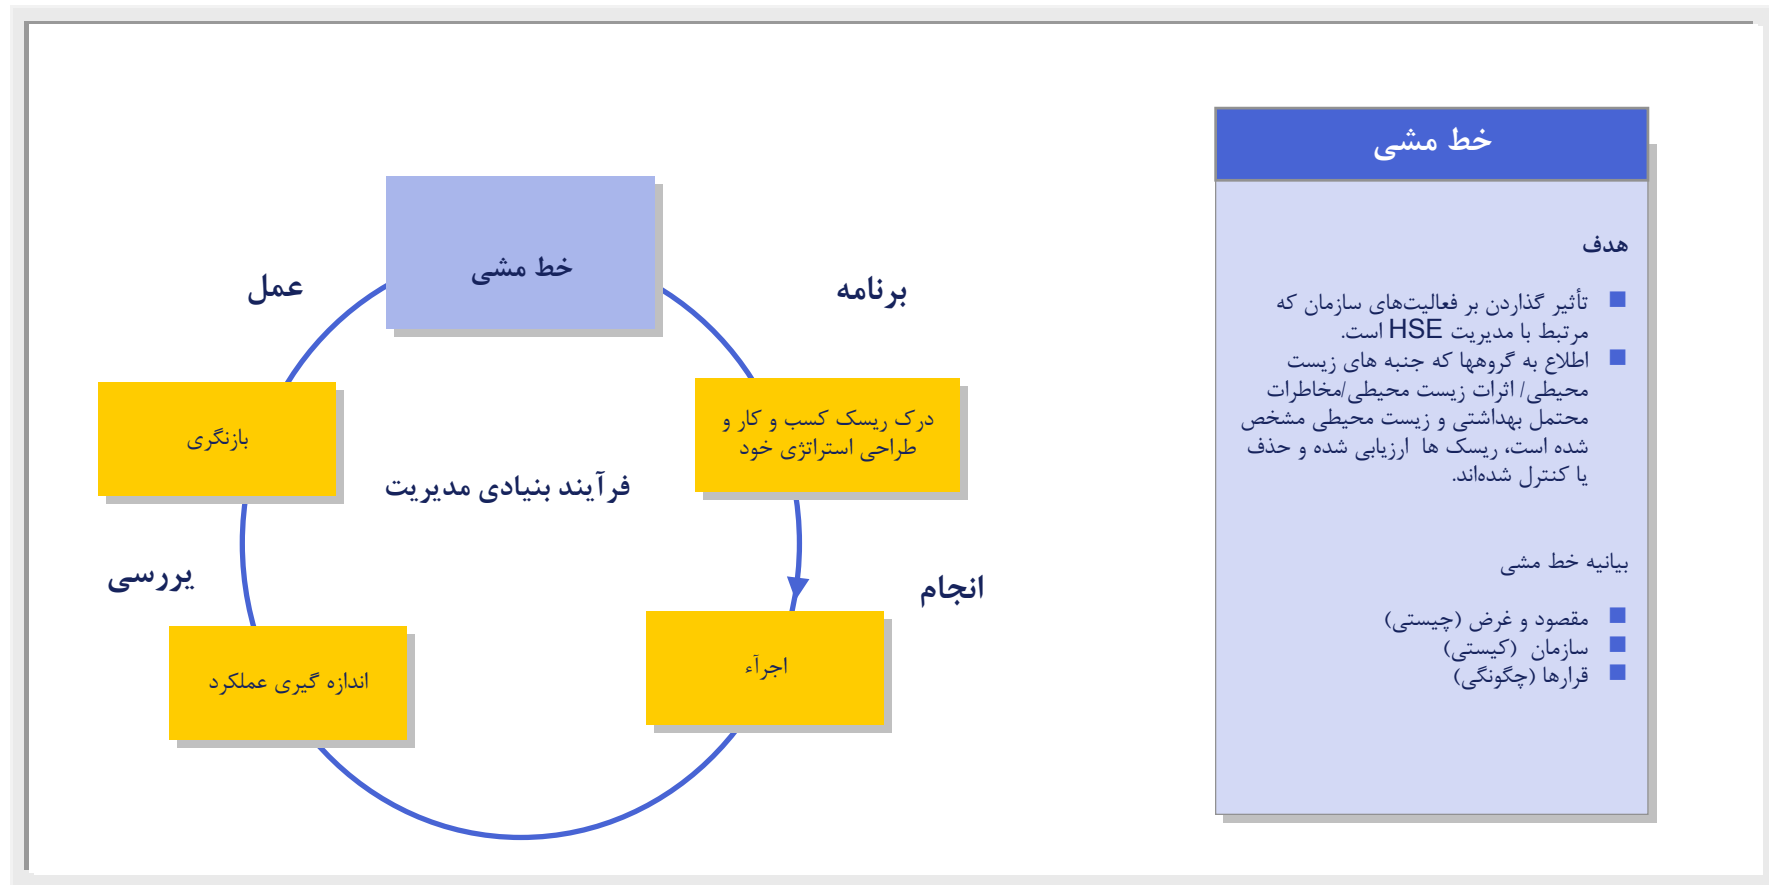 خط مشی
هدف
تأثیر گذاردن بر فعالیت‌های سازمان که
مرتبط با مدیریت HSE است.
اطلاع به گروهها که جنبه های زیست
محیطی/ اثرات زیست محیطی/مخاطرات
محتمل بهداشتی و زیست محیطی مشخص
شده است، ریسک ها ارزیابی شده و حذف
یا کنترل شده‌اند.
بیانیه خط مشی
مقصود و غرض (چیستی)
سازمان (کیستی)
قرارها (چگونگی)
خط مشی
برنامه
عمل
درک ریسک کسب و کار و
طراحی استراتژی خود
بازنگری
فرآیند بنیادی مدیریت
انجام
یررسی
اجرآء
اندازه گیری عملکرد